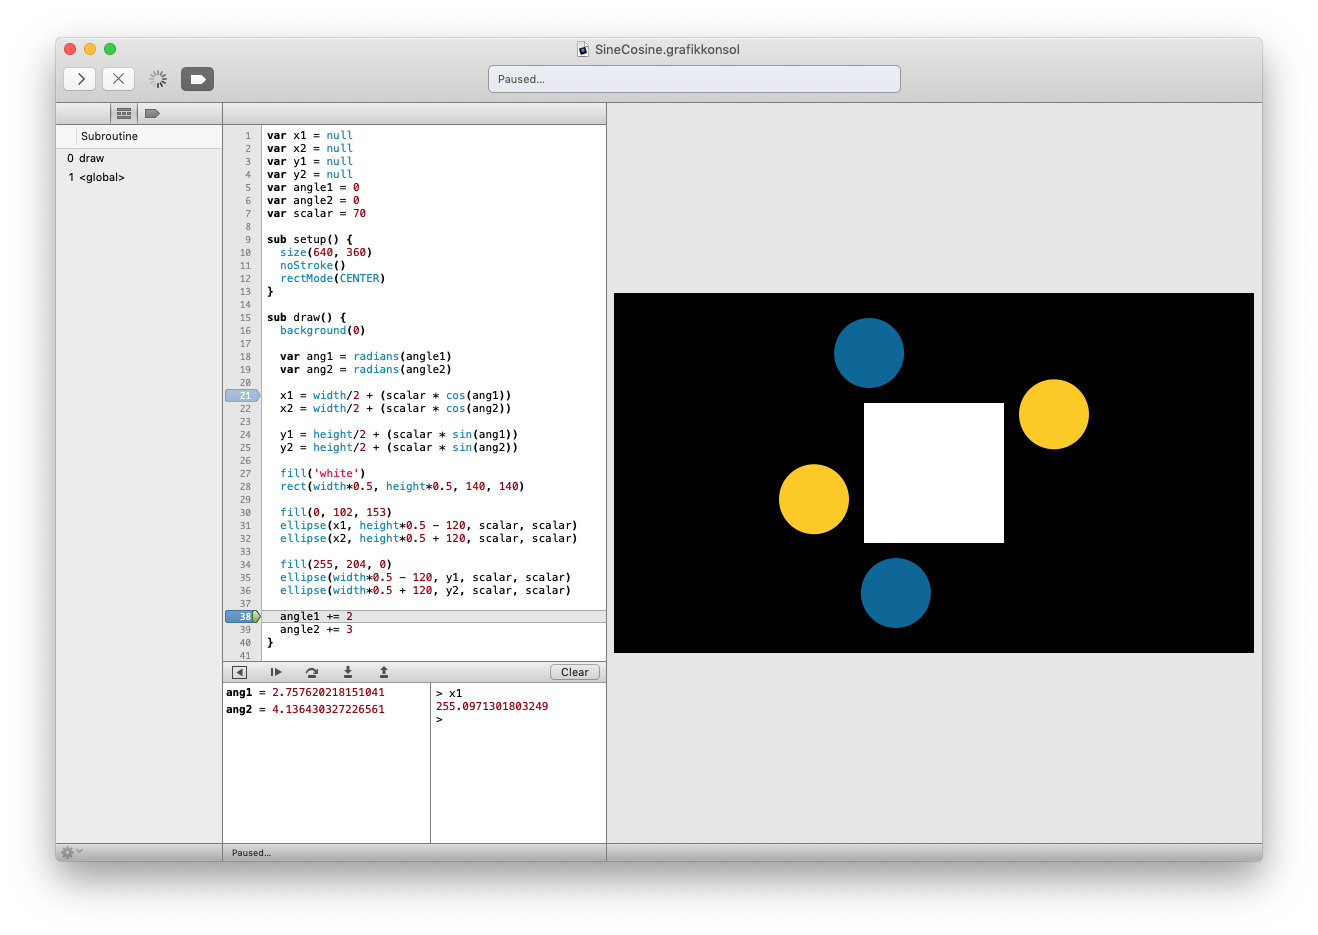 SineCosine.grafikkonsol
Paused...
Subroutine
0 draw
1 <global>
1 var x1 = null
2 var x2 = null
3 var y1 = null
4 var y2 = null
5 var angle1 = 0
6 var angle2 = 0
7 var scalar = 70
8
9 sub setup() {
10 size(640, 360)
11 noStroke()
12 rectMode(CENTER)
13 }
14
15 sub draw() {
16 background(0)
17
18 var ang1 = radians(angle1)
19 var ang2 = radians(angle2)
20
21 x1 = width/2 + (scalar * cos(ang1))
22 x2 = width/2 + (scalar * cos(ang2))
23
24 y1 = height/2 + (scalar * sin(ang1))
25 y2 = height/2 + (scalar * sin(ang2))
26
27 fill('white')
28 rect(width*0.5, height*0.5, 140, 140)
29
30 fill(0, 102, 153)
31 ellipse(x1, height*0.5 - 120, scalar, scalar)
32 ellipse(x2, height*0.5 + 120, scalar, scalar)
33
34 fill(255, 204, 0)
35 ellipse(width*0.5 - 120, y1, scalar, scalar)
36 ellipse(width*0.5 + 120, y2, scalar, scalar)
37
38 angle1 += 2
39 angle2 += 3
40 }
41
Clear
ang1 = 2.757620218151041
ang2 = 4.136430327226561
> x1
255.0971301803249
>
Paused...